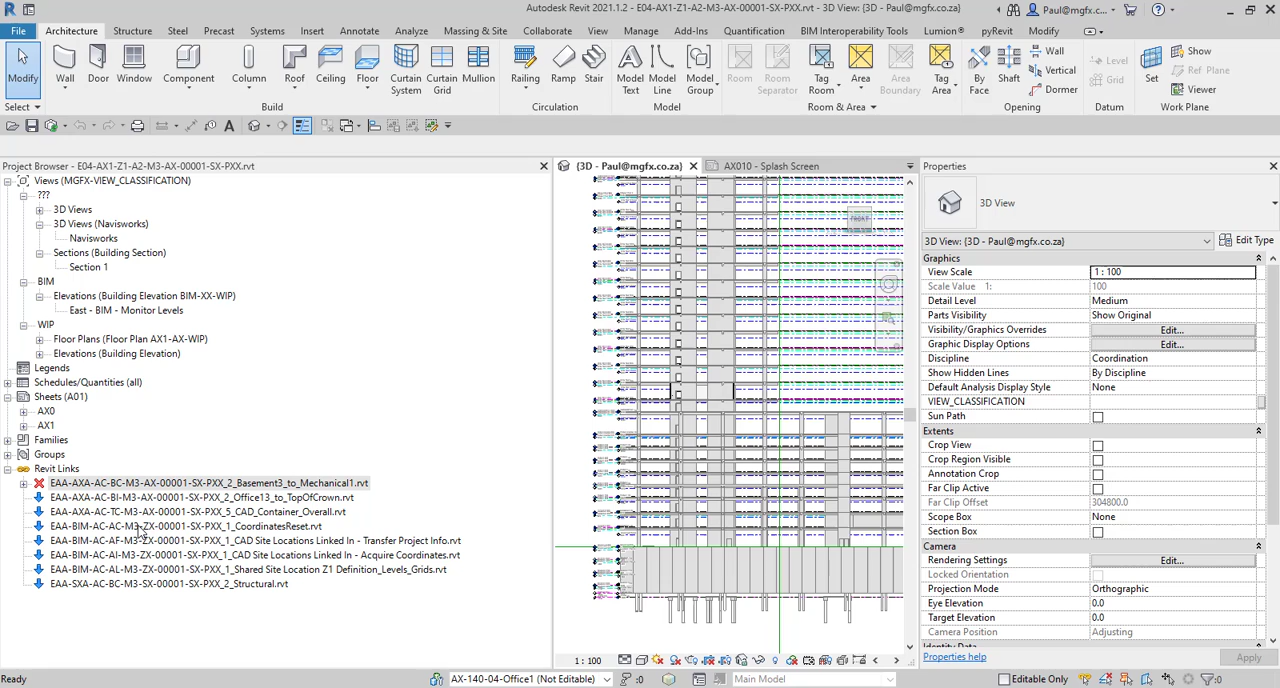 Autodesk Revit 2021.1.2 - E04-AX1-Z1-A2-M3-AX-00001-SX-PXX.rvt - 3D View: {3D - Paul@mgfx.co.za}
Paul@mgfx.c...
File Architecture Structure Steel Precast Systems Insert Annotate Analyze Massing & Site Collaborate View Manage Add-Ins Quantification BIM Interoperability Tools Lumion® pyRevit Modify
Modify Wall Door Window Component Column Roof Ceiling Floor Curtain System Curtain Grid Mullion Railing Ramp Stair Model Text Model Line Model Group Room Room Separator Tag Room Area Area Boundary Tag Area By Face Shaft Wall Vertical Dormer Level Grid Set Show Ref Plane Viewer
Select Build Circulation Model Room & Area Opening Datum Work Plane
Project Browser - E04-AX1-Z1-A2-M3-AX-00001-SX-PXX.rvt
Views (MGFX-VIEW_CLASSIFICATION)
???
3D Views
3D Views (Navisworks)
Navisworks
Sections (Building Section)
Section 1
BIM
Elevations (Building Elevation BIM-XX-WIP)
East - BIM - Monitor Levels
WIP
Floor Plans (Floor Plan AX1-AX-WIP)
Elevations (Building Elevation)
Legends
Schedules/Quantities (all)
Sheets (A01)
AX0
AX1
Families
Groups
Revit Links
EAA-AXA-AC-BC-M3-AX-00001-SX-PXX_2_Basement3_to_Mechanical1.rvt
EAA-AXA-AC-BI-M3-AX-00001-SX-PXX_2_Office13_to_TopOfCrown.rvt
EAA-AXA-AC-TC-M3-AX-00001-SX-PXX_5_CAD_Container_Overall.rvt
EAA-BIM-AC-AC-M3-ZX-00001-SX-PXX_1_CoordinatesReset.rvt
EAA-BIM-AC-AF-M3-ZX-00001-SX-PXX_1_CAD Site Locations Linked In - Transfer Project Info.rvt
EAA-BIM-AC-AI-M3-ZX-00001-SX-PXX_1_CAD Site Locations Linked In - Acquire Coordinates.rvt
EAA-BIM-AC-AL-M3-ZX-00001-SX-PXX_1_Shared Site Location Z1 Definition_Levels_Grids.rvt
EAA-SXA-AC-BC-M3-SX-00001-SX-PXX_2_Structural.rvt
{3D - Paul@mgfx.co.za} AX010 - Splash Screen
FRONT
1 : 100
Properties
3D View
3D View: {3D - Paul@mgfx.co.za} Edit Type
Graphics
View Scale 1 : 100
Scale Value 1: 100
Detail Level Medium
Parts Visibility Show Original
Visibility/Graphics Overrides Edit...
Graphic Display Options Edit...
Discipline Coordination
Show Hidden Lines By Discipline
Default Analysis Display Style None
VIEW_CLASSIFICATION
Sun Path
Extents
Crop View
Crop Region Visible
Annotation Crop
Far Clip Active
Far Clip Offset 304800.0
Scope Box None
Section Box
Camera
Rendering Settings Edit...
Locked Orientation
Projection Mode Orthographic
Eye Elevation 0.0
Target Elevation 0.0
Camera Position Adjusting
Properties help Apply
Ready AX-140-04-Office1 (Not Editable) :0 Main Model Editable Only :0